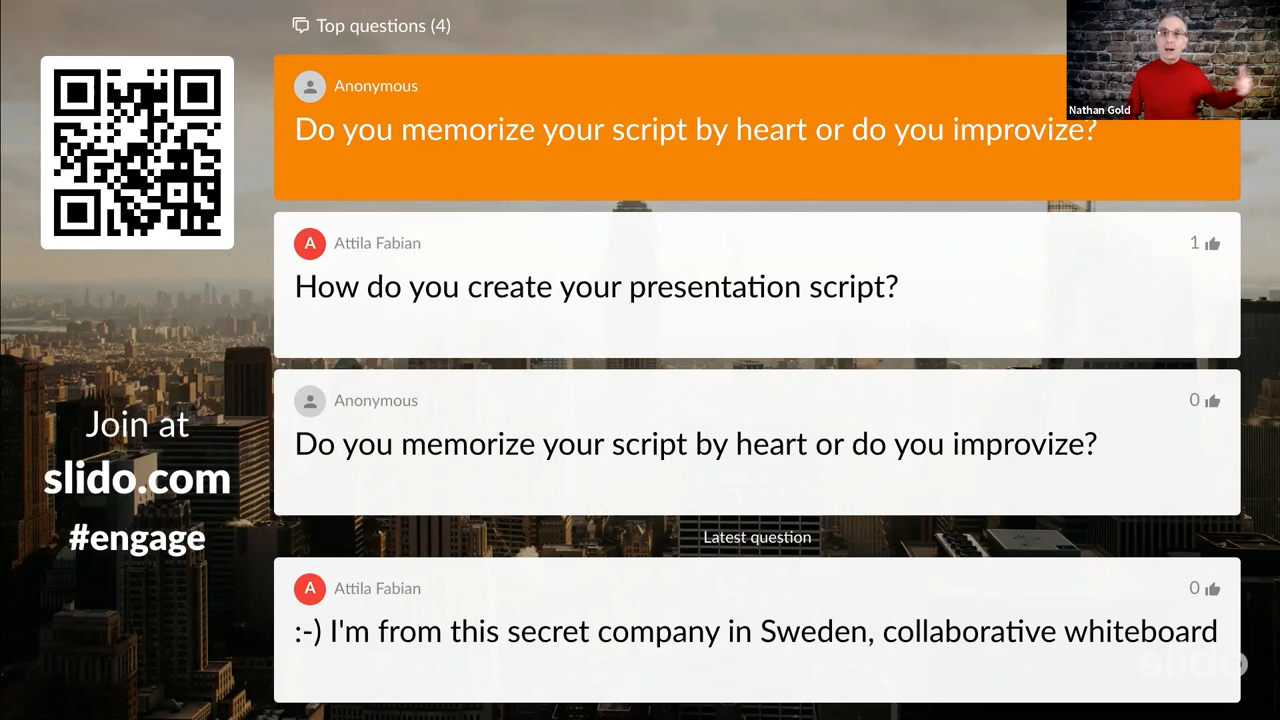 Top questions (4)
Nathan Gold
Anonymous
Do you memorize your script by heart or do you improvize?
A Attila Fabian 1
How do you create your presentation script?
Anonymous 0
Do you memorize your script by heart or do you improvize?
Join at
slido.com
#engage
Latest question
A Attila Fabian 0
:-) I'm from this secret company in Sweden, collaborative whiteboard
slido